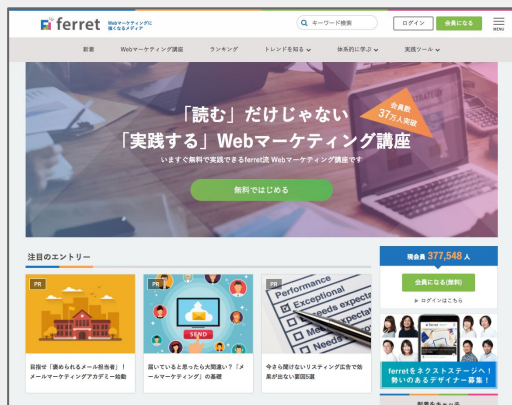 ferret Webマーケティングに
強くなるメディア
キーワード検索
ログイン
会員になる
MENU
新着 Webマーケティング講座 ランキング トレンドを知る 体系的に学ぶ 実践ツール
「読む」だけじゃない
「実践する」Webマーケティング講座
いますぐ無料で実践できるferret流 Webマーケティング講座です
会員数
37万人突破
無料ではじめる
注目のエントリー
PR
目指せ「褒められるメール担当者」!
メールマーケティングアカデミー始動
PR
SEND
届いていると思ったら大間違い?「メ
ールマーケティング」の基礎
PR
Performance
Exceptional
Exceeds expecta
Meets expectat
Needs
今さら聞けないリスティング広告で効
果が出ない要因5選
現会員 377,548 人
会員になる(無料)
ログインはこちら
ferretをネクストステージへ!
勢いのあるデザイナー募集!